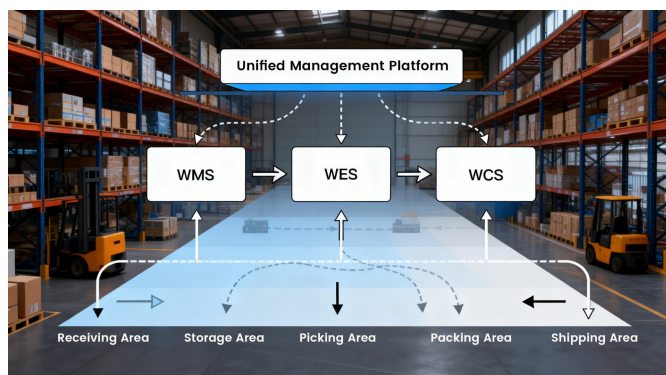 Unified Management Platform
WMS
WES
WCS
Receiving Area
Storage Area
Picking Area
Packing Area
Shipping Area